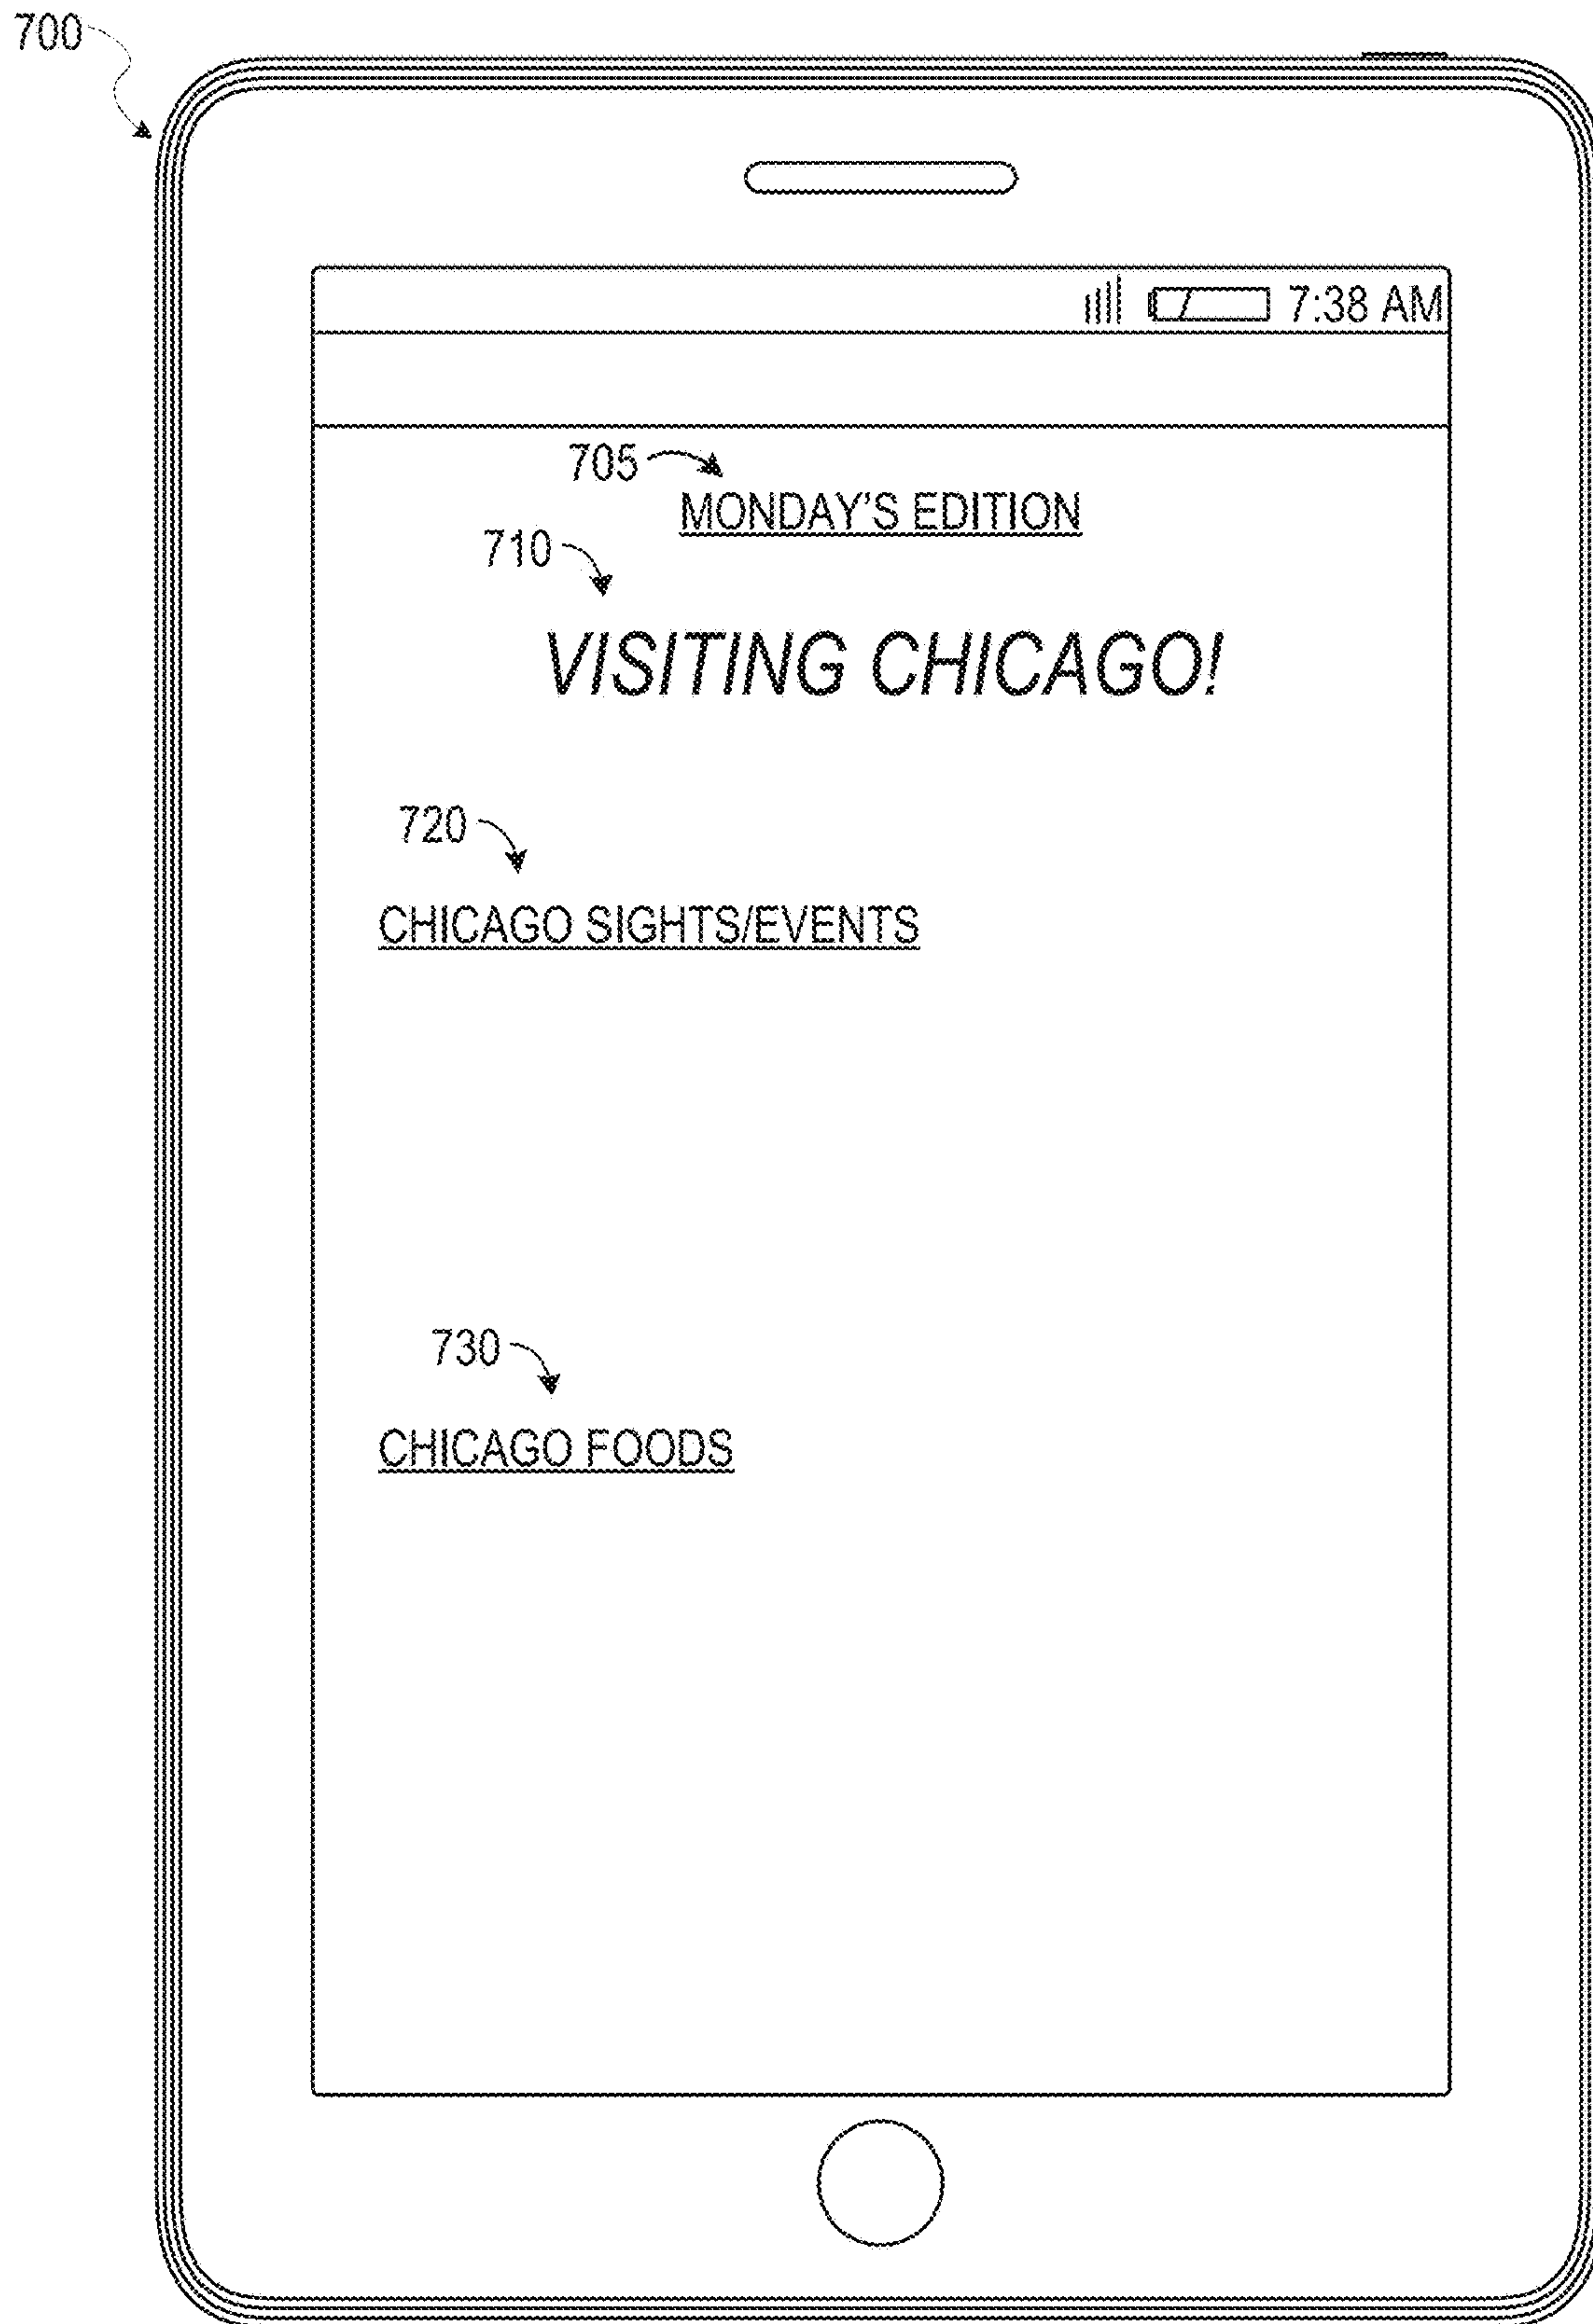 700
7:38 AM
705
MONDAY'S EDITION
710
VISITING CHICAGO!
720
CHICAGO SIGHTS/EVENTS
730
CHICAGO FOODS